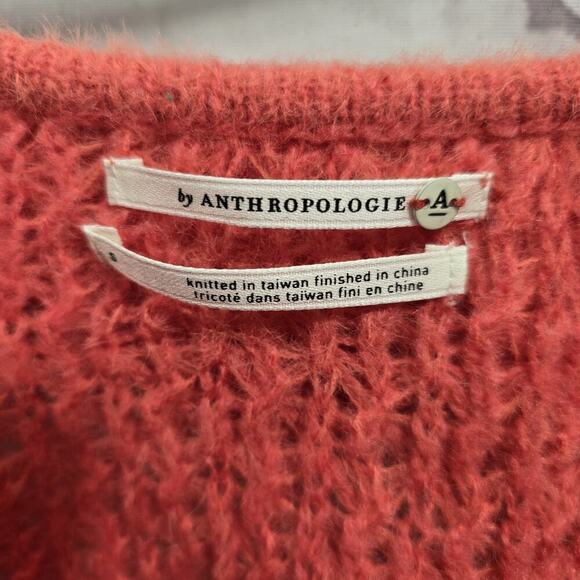 by ANTHROPOLOGIE
A
S
knitted in taiwan finished in china
tricoté dans taiwan fini en chine